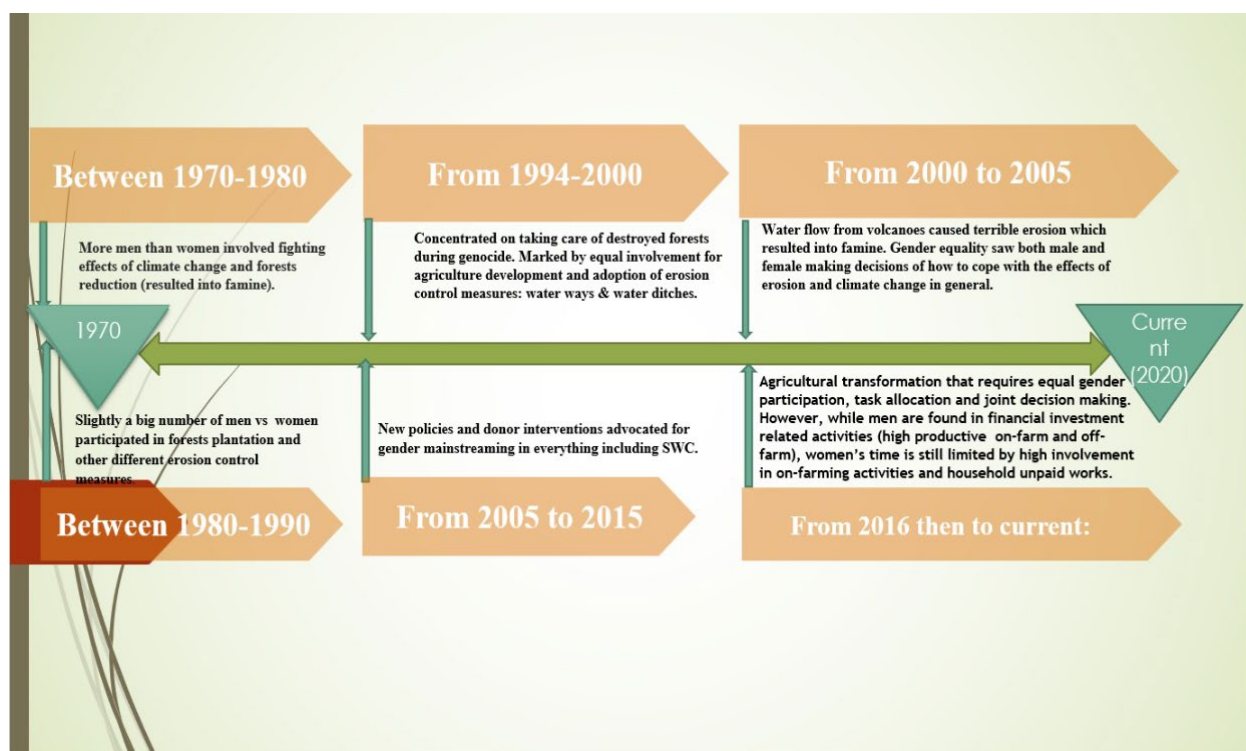 Between 1970-1980
From 1994-2000
From 2000 to 2005
More men than women involved fighting
effects of climate change and forests
reduction (resulted into famine).
Concentrated on taking care of destroyed forests
during genocide. Marked by equal involvement for
agriculture development and adoption of erosion
control measures: water ways & water ditches.
Water flow from volcanoes caused terrible erosion which
resulted into famine. Gender equality saw both male and
female making decisions of how to cope with the effects of
erosion and climate change in general.
1970
Curre
nt
(2020)
Slightly a big number of men vs women
participated in forests plantation and
other different erosion control
measures
New policies and donor interventions advocated for
gender mainstreaming in everything including SWC.
Agricultural transformation that requires equal gender
participation, task allocation and joint decision making.
However, while men are found in financial investment
related activities (high productive on-farm and off-
farm), women's time is still limited by high involvement
in on-farming activities and household unpaid works.
Between 1980-1990
From 2005 to 2015
From 2016 then to current: